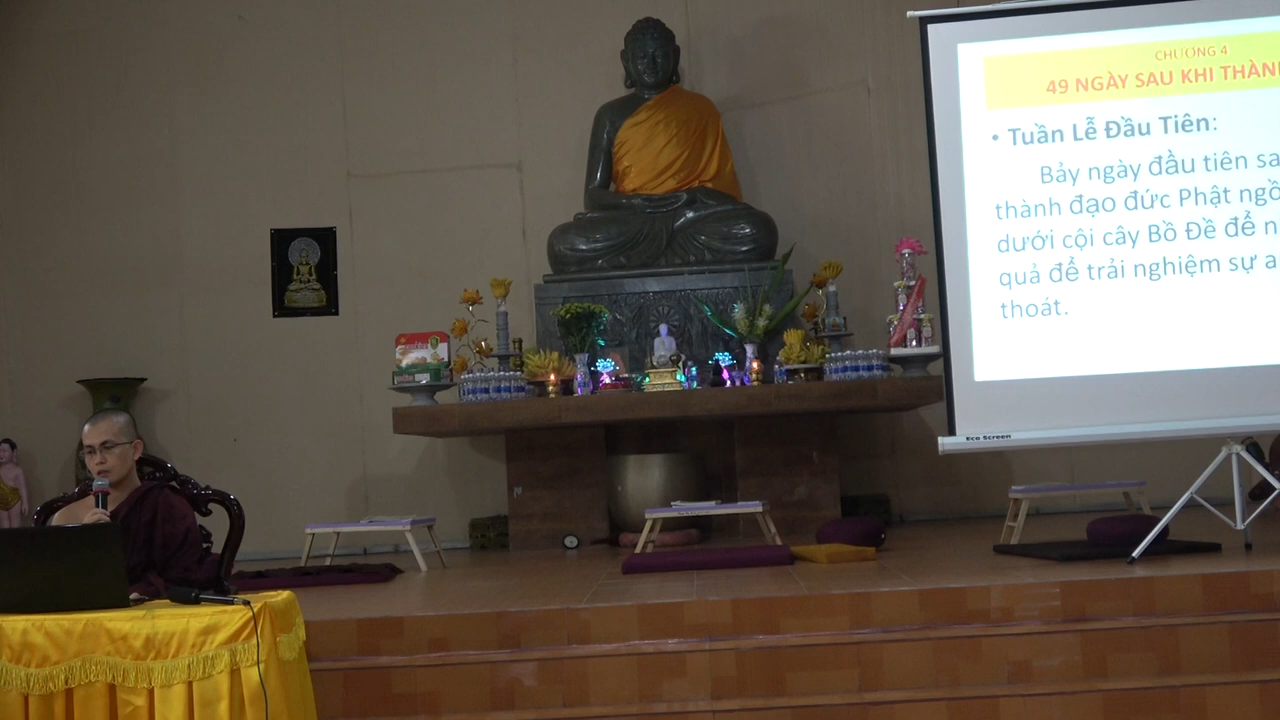 CHƯƠNG 4
49 NGÀY SAU KHI THÀNH
• Tuần Lễ Đầu Tiên:
Bảy ngày đầu tiên sa
thành đạo đức Phật ngồ
dưới cội cây Bồ Đề để n
quả để trải nghiệm sự a
thoát.
Eco Screen